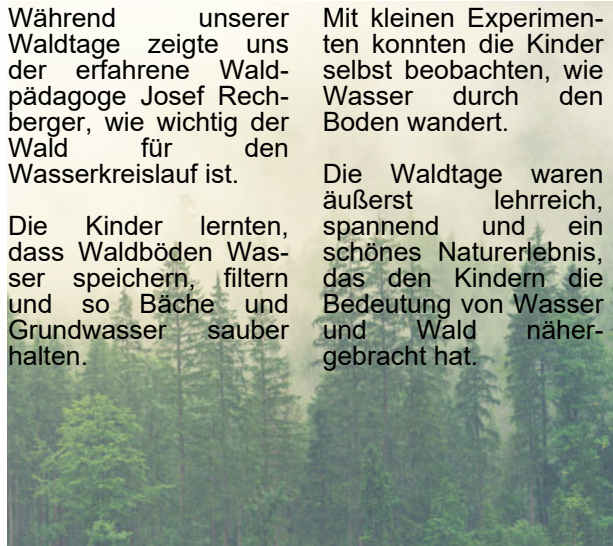 Während unserer
Waldtage zeigte uns
der erfahrene Wald-
pädagoge Josef Rech-
berger, wie wichtig der
Wald für den
Wasserkreislauf ist.
Die Kinder lernten,
dass Waldböden Was-
ser speichern, filtern
und so Bäche und
Grundwasser sauber
halten.
Mit kleinen Experimen-
ten konnten die Kinder
selbst beobachten, wie
Wasser durch den
Boden wandert.
Die Waldtage waren
äußerst lehrreich,
spannend und ein
schönes Naturerlebnis,
das den Kindern die
Bedeutung von Wasser
und Wald näher-
gebracht hat.